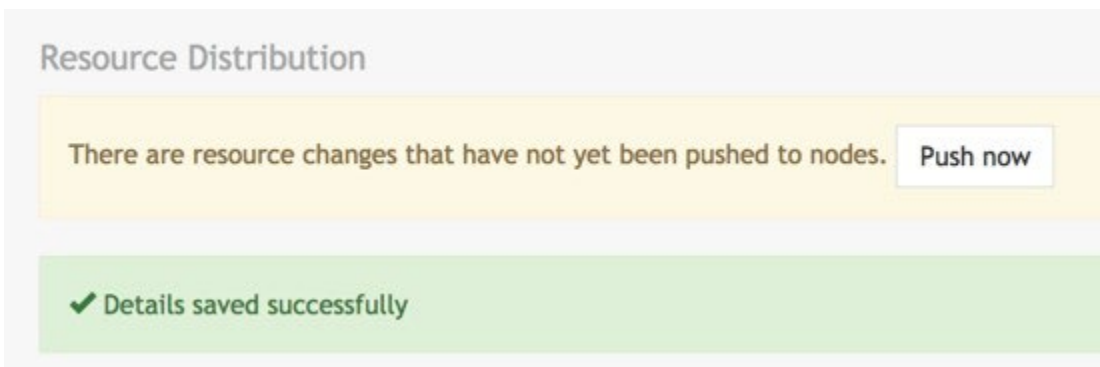 Resource Distribution
There are resource changes that have not yet been pushed to nodes. Push now
✔ Details saved successfully